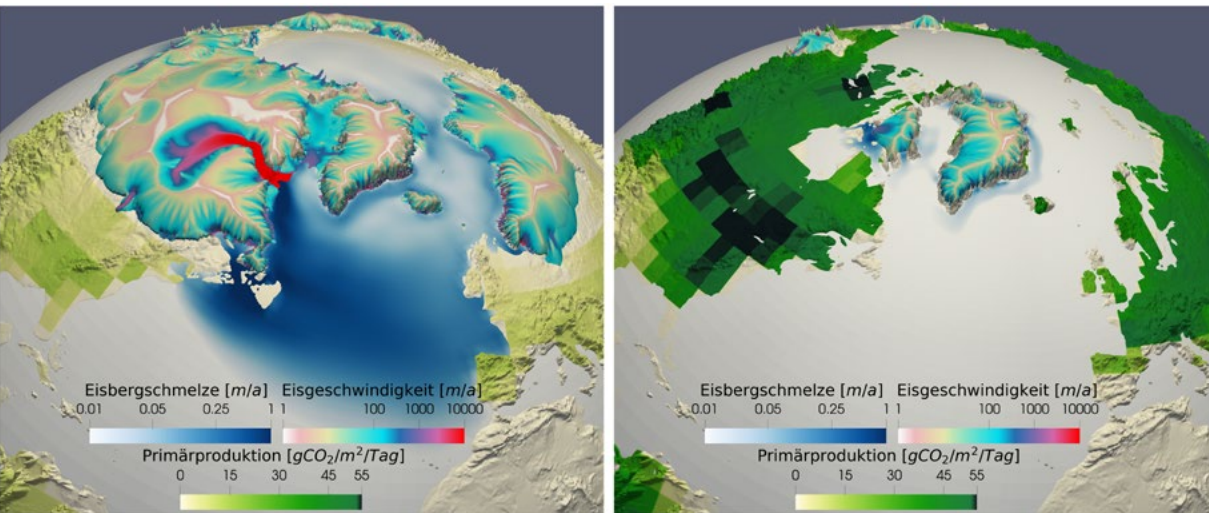 Eisbergschmelze [m/a] Eisgeschwindigkeit [m/a]
0.01 0.05 0.25 1 1 100 1000 10000
Primärproduktion [gCO₂/m²/Tag]
0 15 30 45 55
Eisbergschmelze [m/a] Eisgeschwindigkeit [m/a]
0.01 0.05 0.25 1 1 100 1000 10000
Primärproduktion [gCO₂/m²/Tag]
0 15 30 45 55